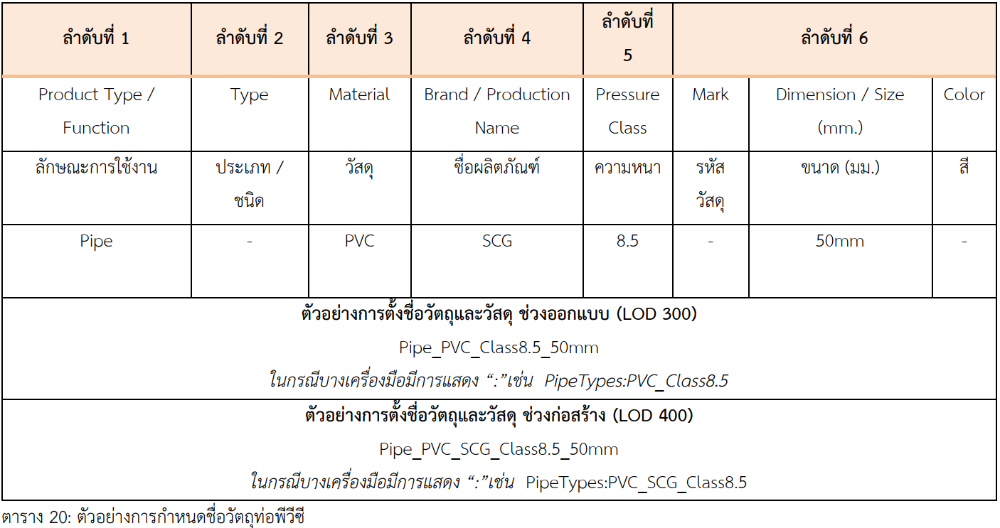 ลำดับที่ 1 ลำดับที่ 2 ลำดับที่ 3 ลำดับที่ 4 ลำดับที่ 5 ลำดับที่ 6
Product Type / Function Type Material Brand / Production Name Pressure Class Mark Dimension / Size (mm.) Color
ลักษณะการใช้งาน ประเภท / ชนิด วัสดุ ชื่อผลิตภัณฑ์ ความหนา รหัส วัสดุ ขนาด (มม.) สี
Pipe - PVC SCG 8.5 - 50mm -
ตัวอย่างการตั้งชื่อวัตถุและวัสดุ ช่วงออกแบบ (LOD 300)
Pipe_PVC_Class8.5_50mm
ในกรณีบางเครื่องมือมีการแสดง “:”เช่น PipeTypes:PVC_Class8.5
ตัวอย่างการตั้งชื่อวัตถุและวัสดุ ช่วงก่อสร้าง (LOD 400)
Pipe_PVC_SCG_Class8.5_50mm
ในกรณีบางเครื่องมือมีการแสดง “:”เช่น PipeTypes:PVC_SCG_Class8.5
ตาราง 20: ตัวอย่างการกำหนดชื่อวัตถุท่อพีวีซี